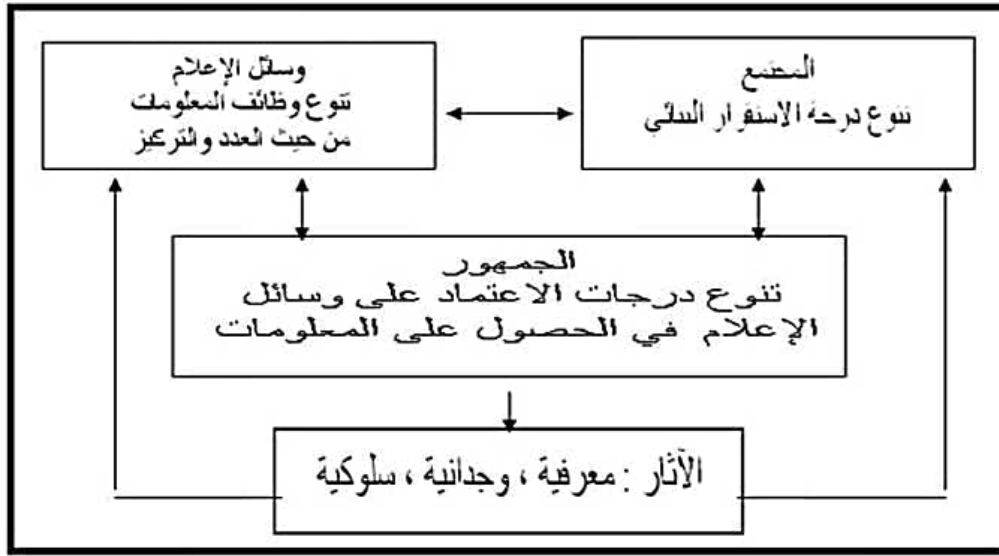 المجتمع
تنوع درجة الاستقرار البنائي
وسائل الإعلام
تنوع وظائف المعلومات
من حيث العدد والتركيز
الجمهور
تنوع درجات الاعتماد على وسائل
الإعلام في الحصول على المعلومات
الآثار : معرفية ، وجدانية ، سلوكية